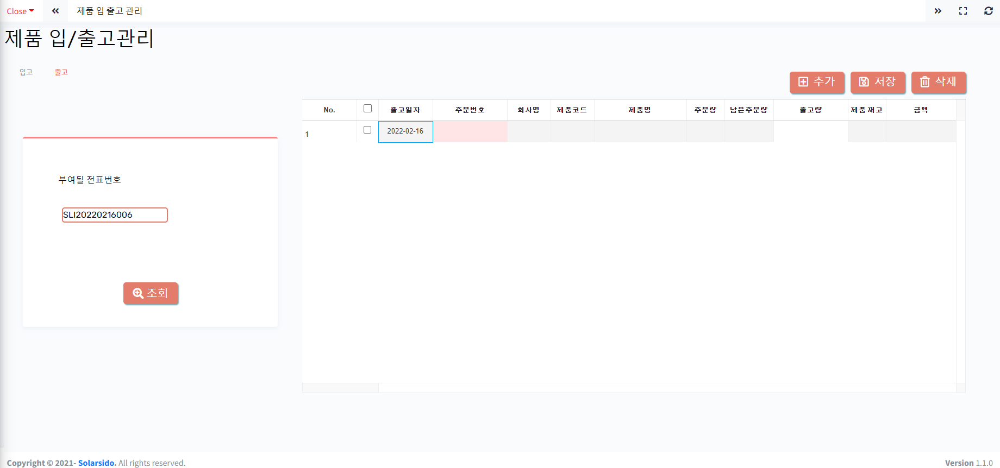 Close
제품 입 출고 관리
제품 입/출고관리
입고 출고
추가 저장 삭제
No. 출고일자 주문번호 회사명 제품코드 제품명 주문량 남은주문량 출고량 제품 재고 금액
1 2022-02-16
부여될 전표번호
SLI20220216006
조회
Copyright © 2021- Solarsido. All rights reserved.
Version 1.1.0